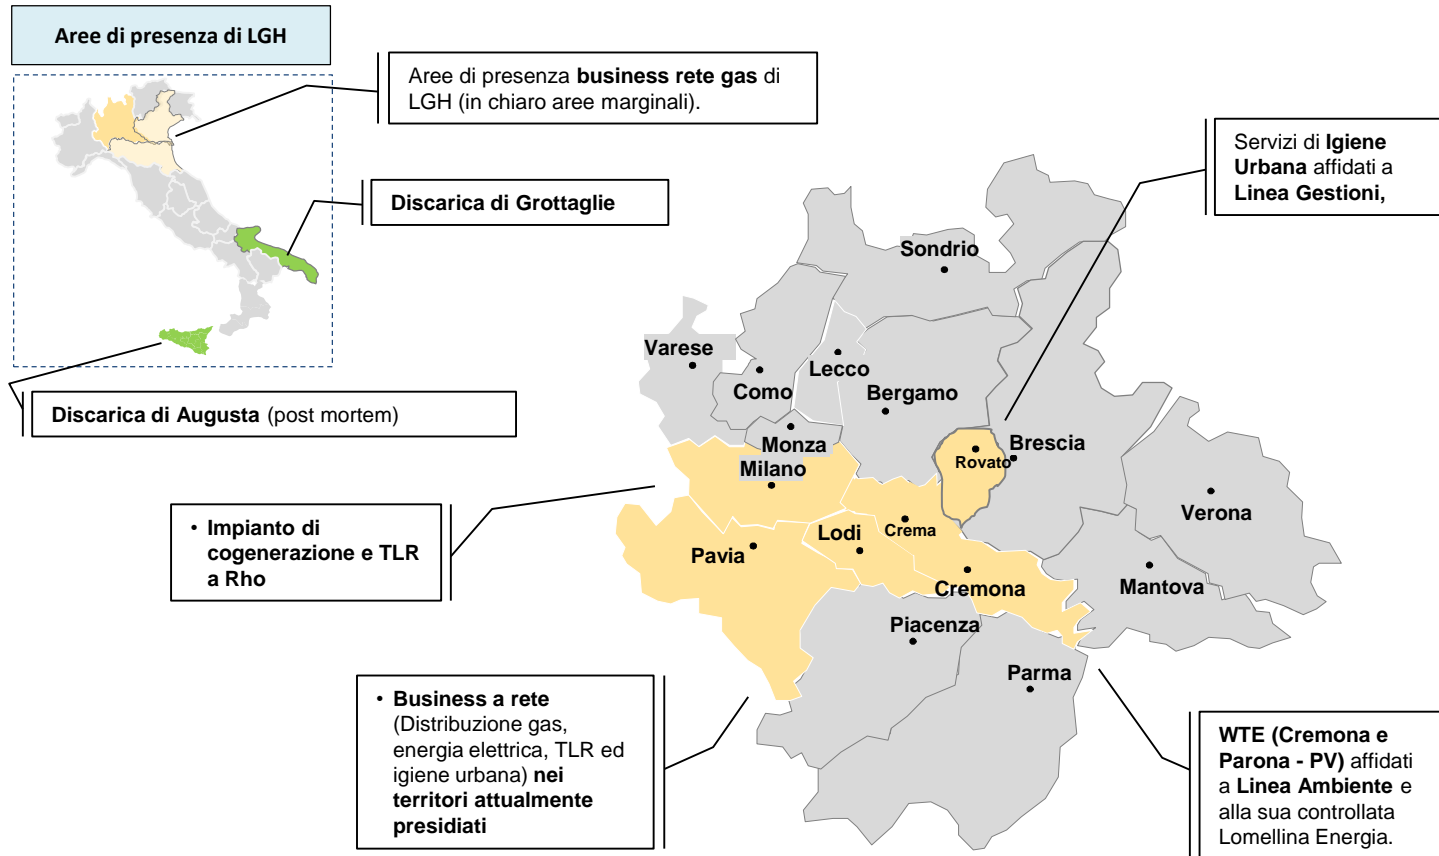 Aree di presenza di LGH
Aree di presenza business rete gas di
LGH (in chiaro aree marginali).
Servizi di Igiene
Urbana affidati a
Linea Gestioni,
Discarica di Grottaglie
Discarica di Augusta (post mortem)
Sondrio
Varese
Lecco
Como
Bergamo
Monza
Milano
Rovato
Brescia
Verona
Crema
Lodi
Pavia
Cremona
Mantova
Piacenza
Parma
• Impianto di
cogenerazione e TLR
a Rho
• Business a rete
(Distribuzione gas,
energia elettrica, TLR ed
igiene urbana) nei
territori attualmente
presidiati
WTE (Cremona e
Parona - PV) affidati
a Linea Ambiente e
alla sua controllata
Lomellina Energia.